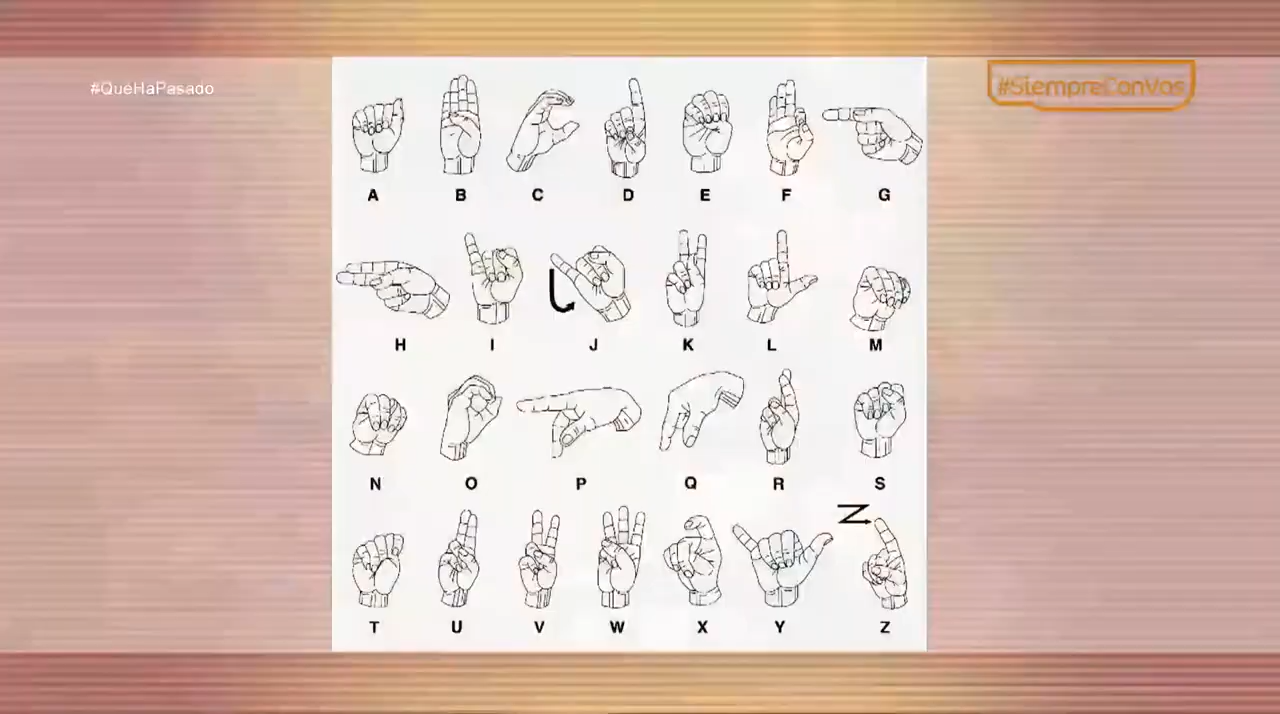 #QuéHaPasado
#SiempreConVos
A B C D E F G
H I J K L M
N O P Q R S
T U V W X Y Z